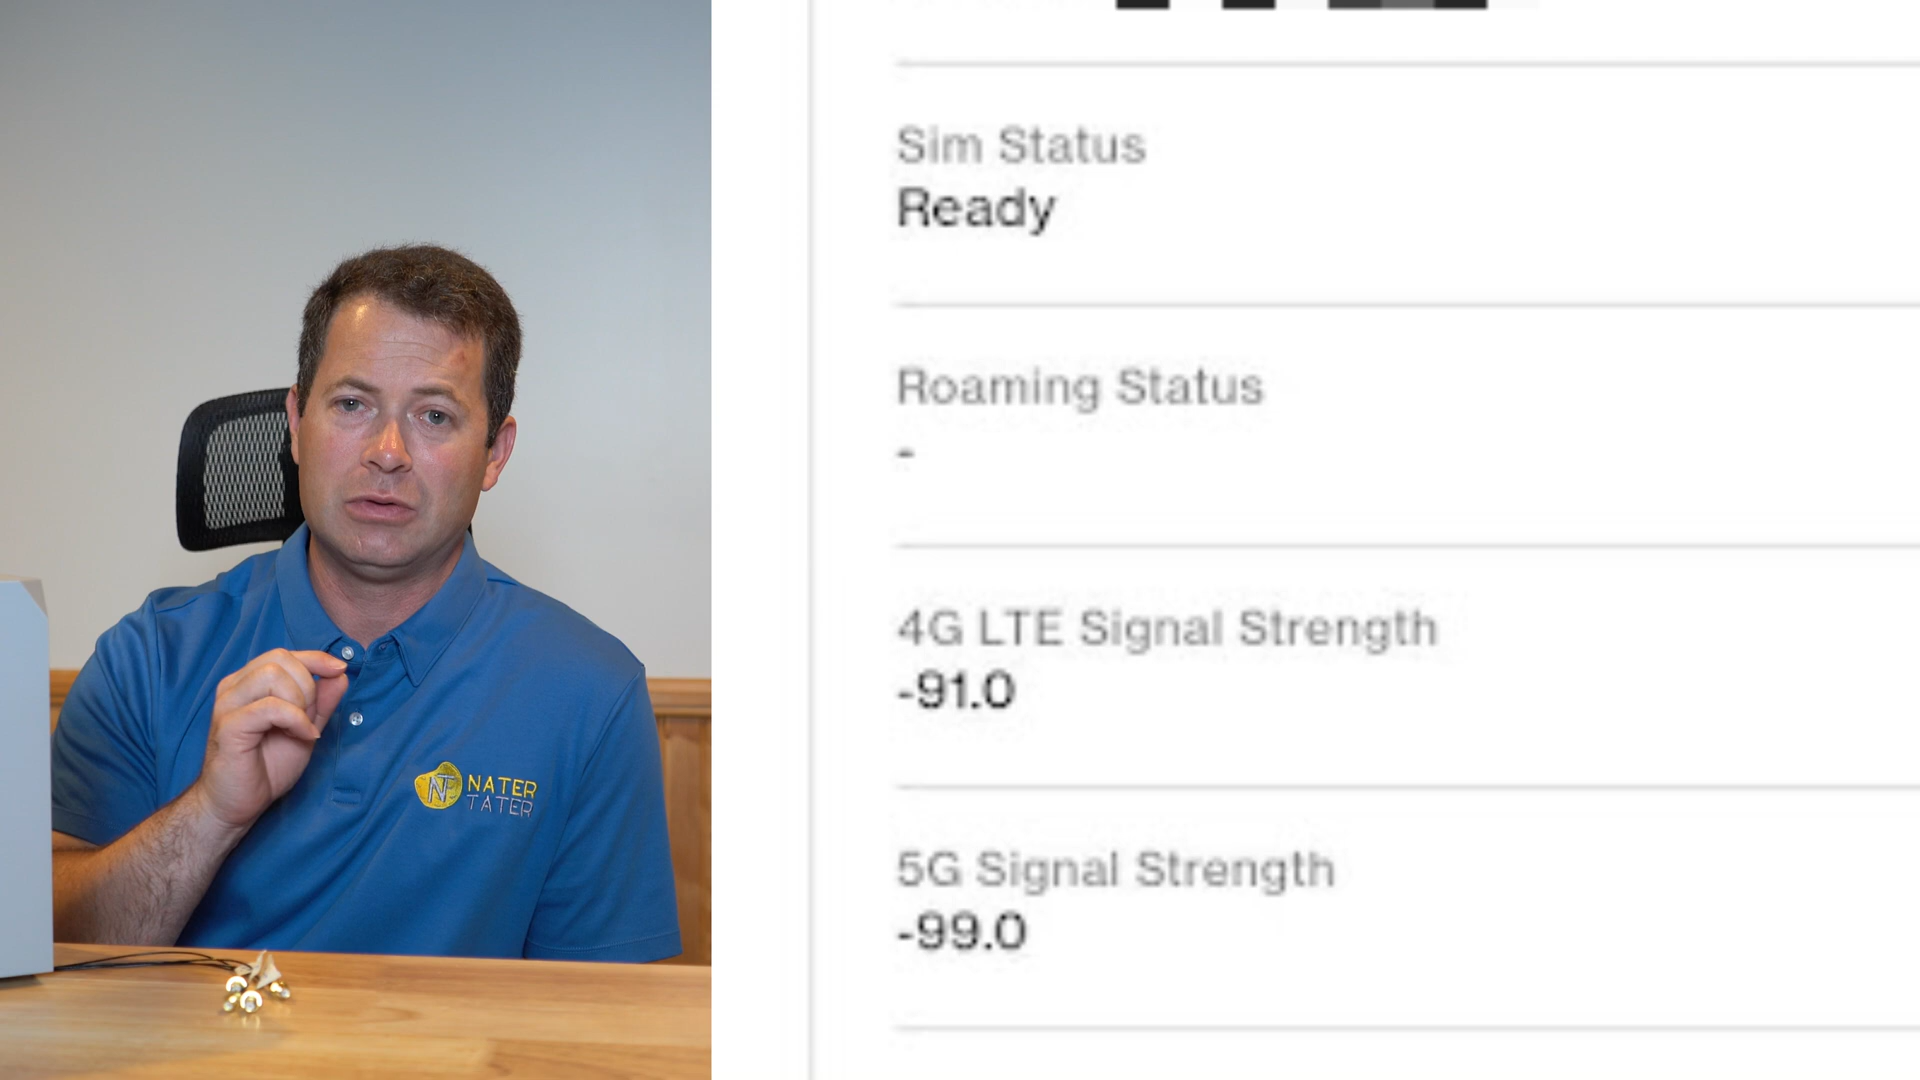 NATER
TATER
Sim Status
Ready
Roaming Status
-
4G LTE Signal Strength
-91.0
5G Signal Strength
-99.0